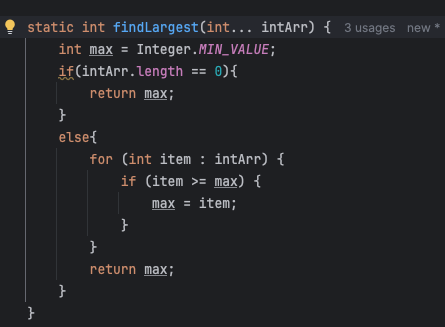 static int findLargest(int... intArr) {  3 usages  new *
    int max = Integer.MIN_VALUE;
    if(intArr.length == 0){
        return max;
    }
    else{
        for (int item : intArr) {
            if (item >= max) {
                max = item;
            }
        }
        return max;
    }
}